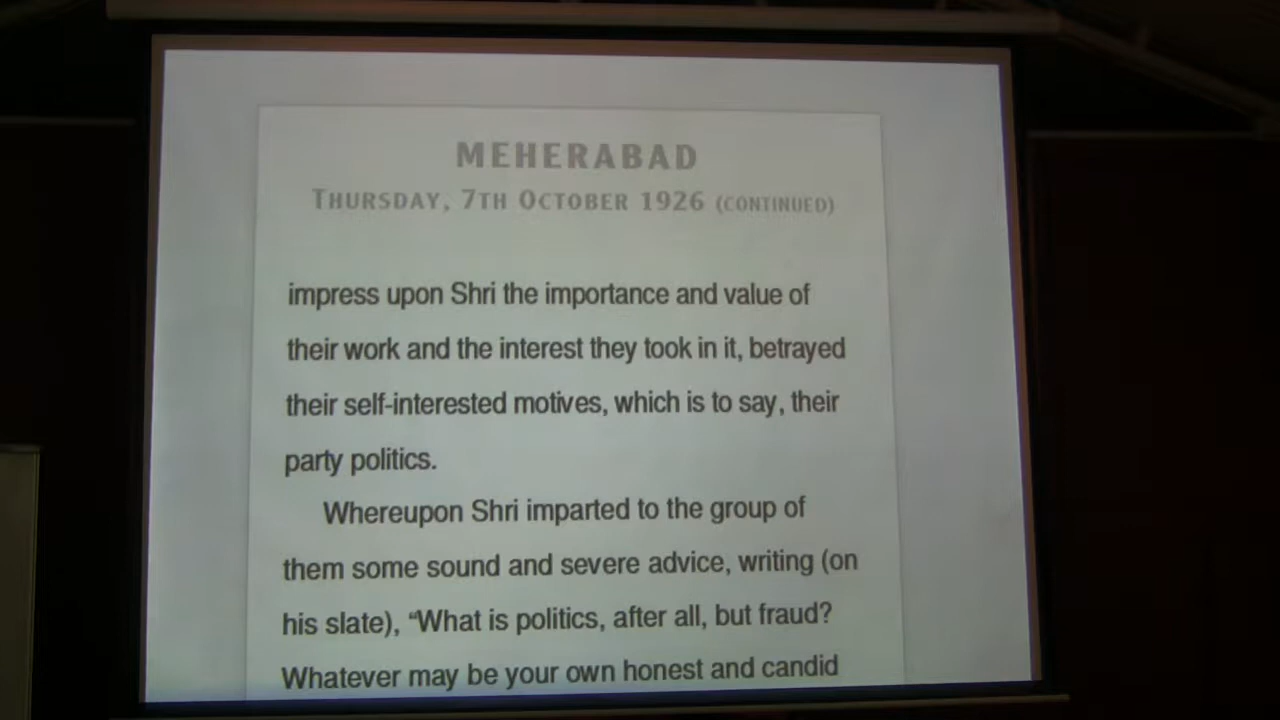 MEHERABAD
THURSDAY, 7TH OCTOBER 1926 (CONTINUED)
impress upon Shri the importance and value of
their work and the interest they took in it, betrayed
their self-interested motives, which is to say, their
party politics.
Whereupon Shri imparted to the group of
them some sound and severe advice, writing (on
his slate), “What is politics, after all, but fraud?
Whatever may be your own honest and candid